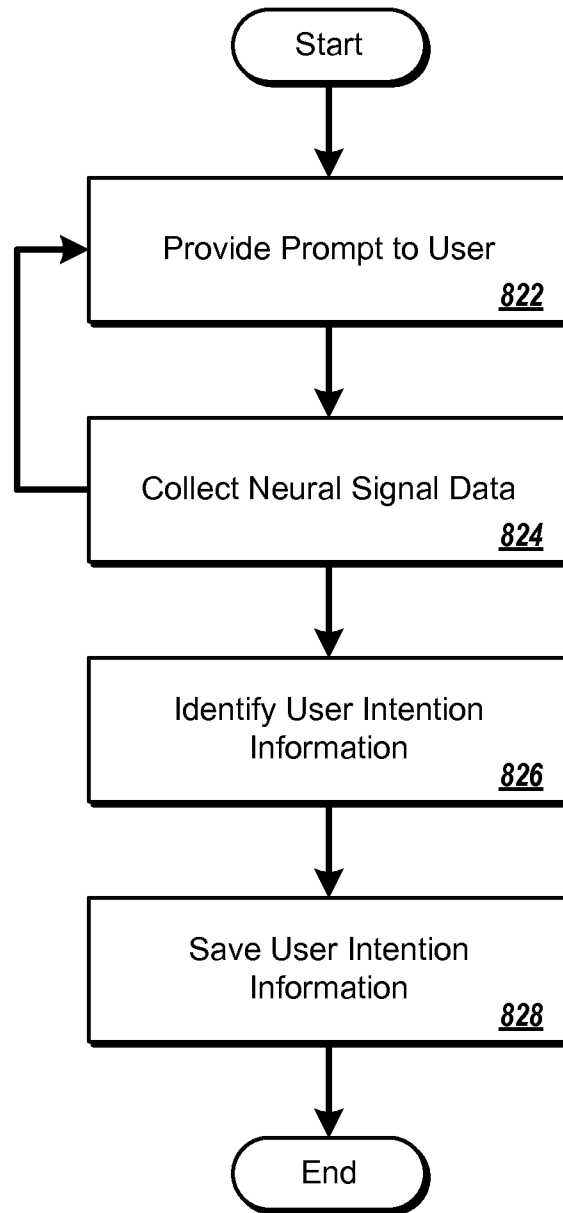 Start
Provide Prompt to User
822
Collect Neural Signal Data
824
Identify User Intention
Information
826
Save User Intention
Information
828
End